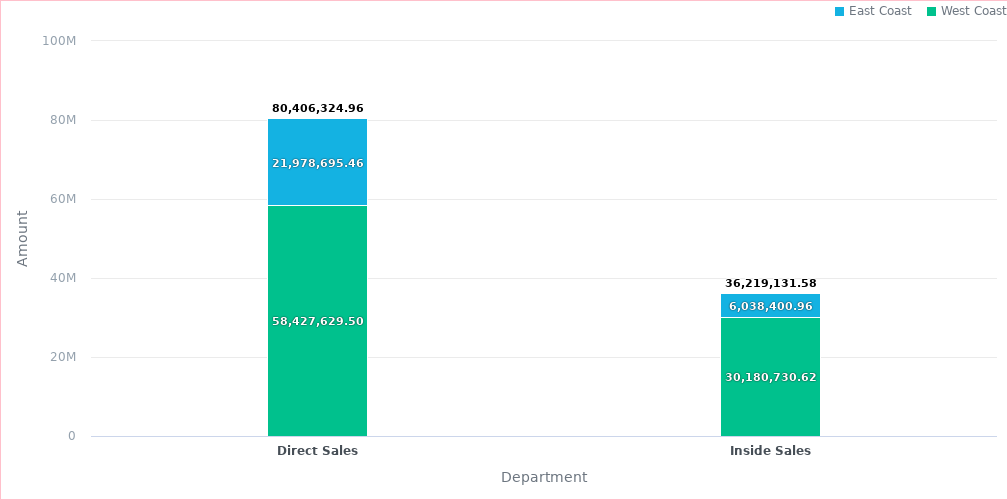 East Coast West Coast
100M
80,406,324.96
80M
21,978,695.46
60M
Amount
40M
36,219,131.58
6,038,400.96
58,427,629.50
20M
30,180,730.62
0
Direct Sales Inside Sales
Department